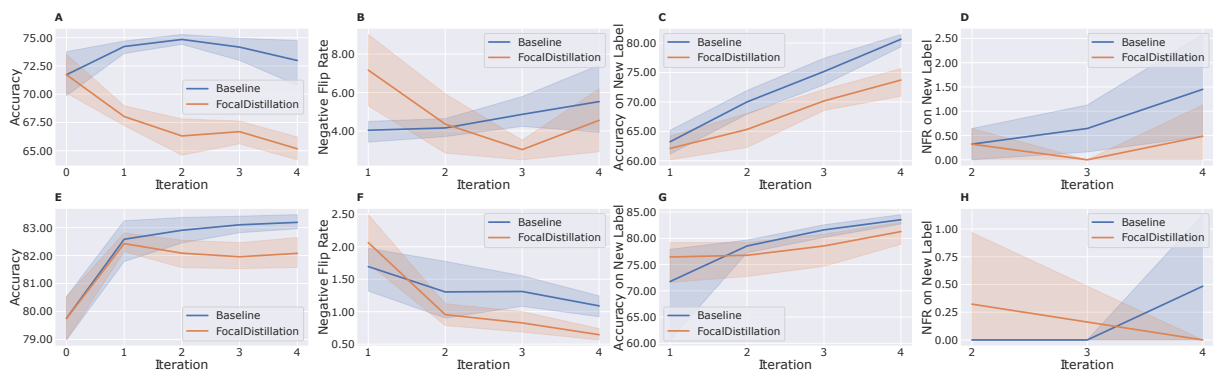 A
Accuracy
75.00
72.50
70.00
67.50
65.00
Baseline
FocalDistillation
0
1
2
3
4
Iteration
B
Negative Flip Rate
8.00
6.00
4.00
Baseline
FocalDistillation
1
2
3
4
Iteration
C
Accuracy on New Label
80.00
75.00
70.00
65.00
60.00
Baseline
FocalDistillation
1
2
3
4
Iteration
D
NFR on New Label
2.50
2.00
1.50
1.00
0.50
0.00
Baseline
FocalDistillation
2
3
4
Iteration
E
Accuracy
83.00
82.00
81.00
80.00
79.00
Baseline
FocalDistillation
0
1
2
3
4
Iteration
F
Negative Flip Rate
2.50
2.00
1.50
1.00
0.50
Baseline
FocalDistillation
1
2
3
4
Iteration
G
Accuracy on New Label
85.00
80.00
75.00
70.00
65.00
60.00
Baseline
FocalDistillation
1
2
3
4
Iteration
H
NFR on New Label
1.00
0.75
0.50
0.25
0.00
Baseline
FocalDistillation
2
3
4
Iteration